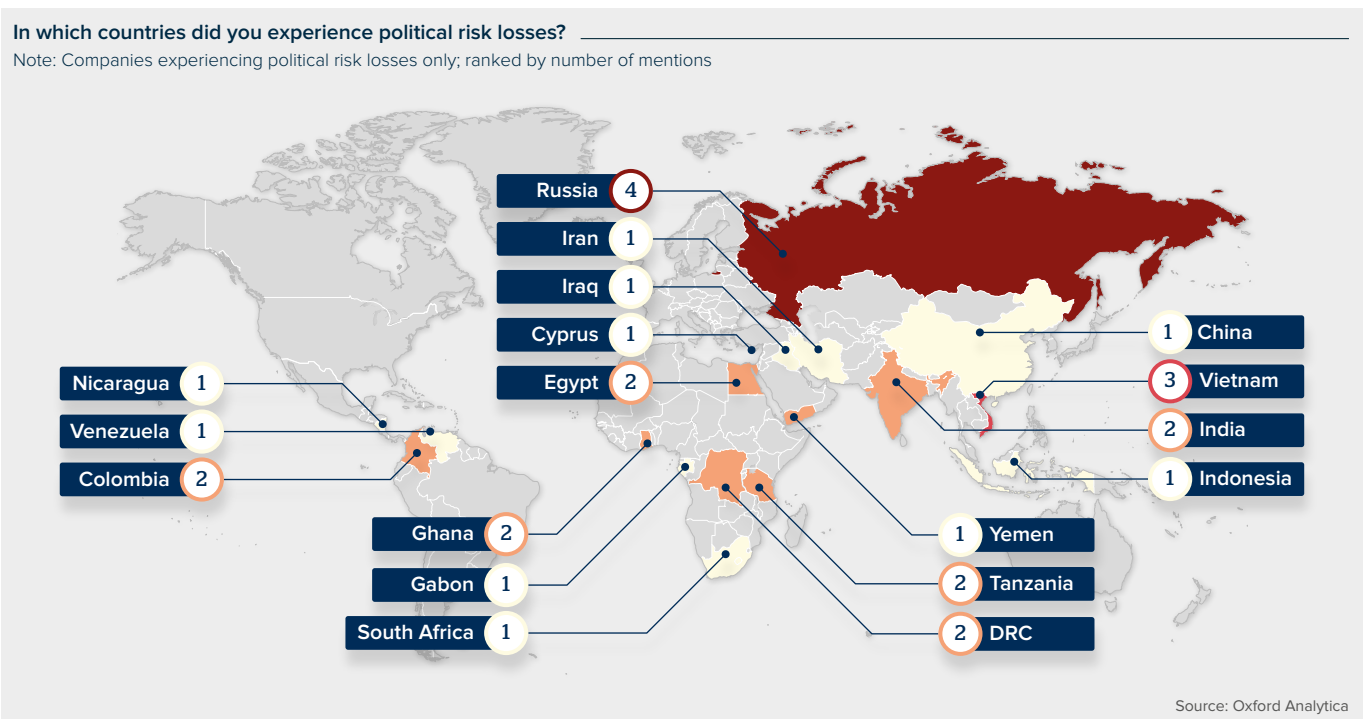 In which countries did you experience political risk losses?
Note: Companies experiencing political risk losses only; ranked by number of mentions
Russia 4
Iran 1
Iraq 1
Cyprus 1
Egypt 2
Nicaragua 1
Venezuela 1
Colombia 2
Ghana 2
Gabon 1
South Africa 1
1 China
3 Vietnam
2 India
1 Indonesia
1 Yemen
2 Tanzania
2 DRC
Source: Oxford Analytica